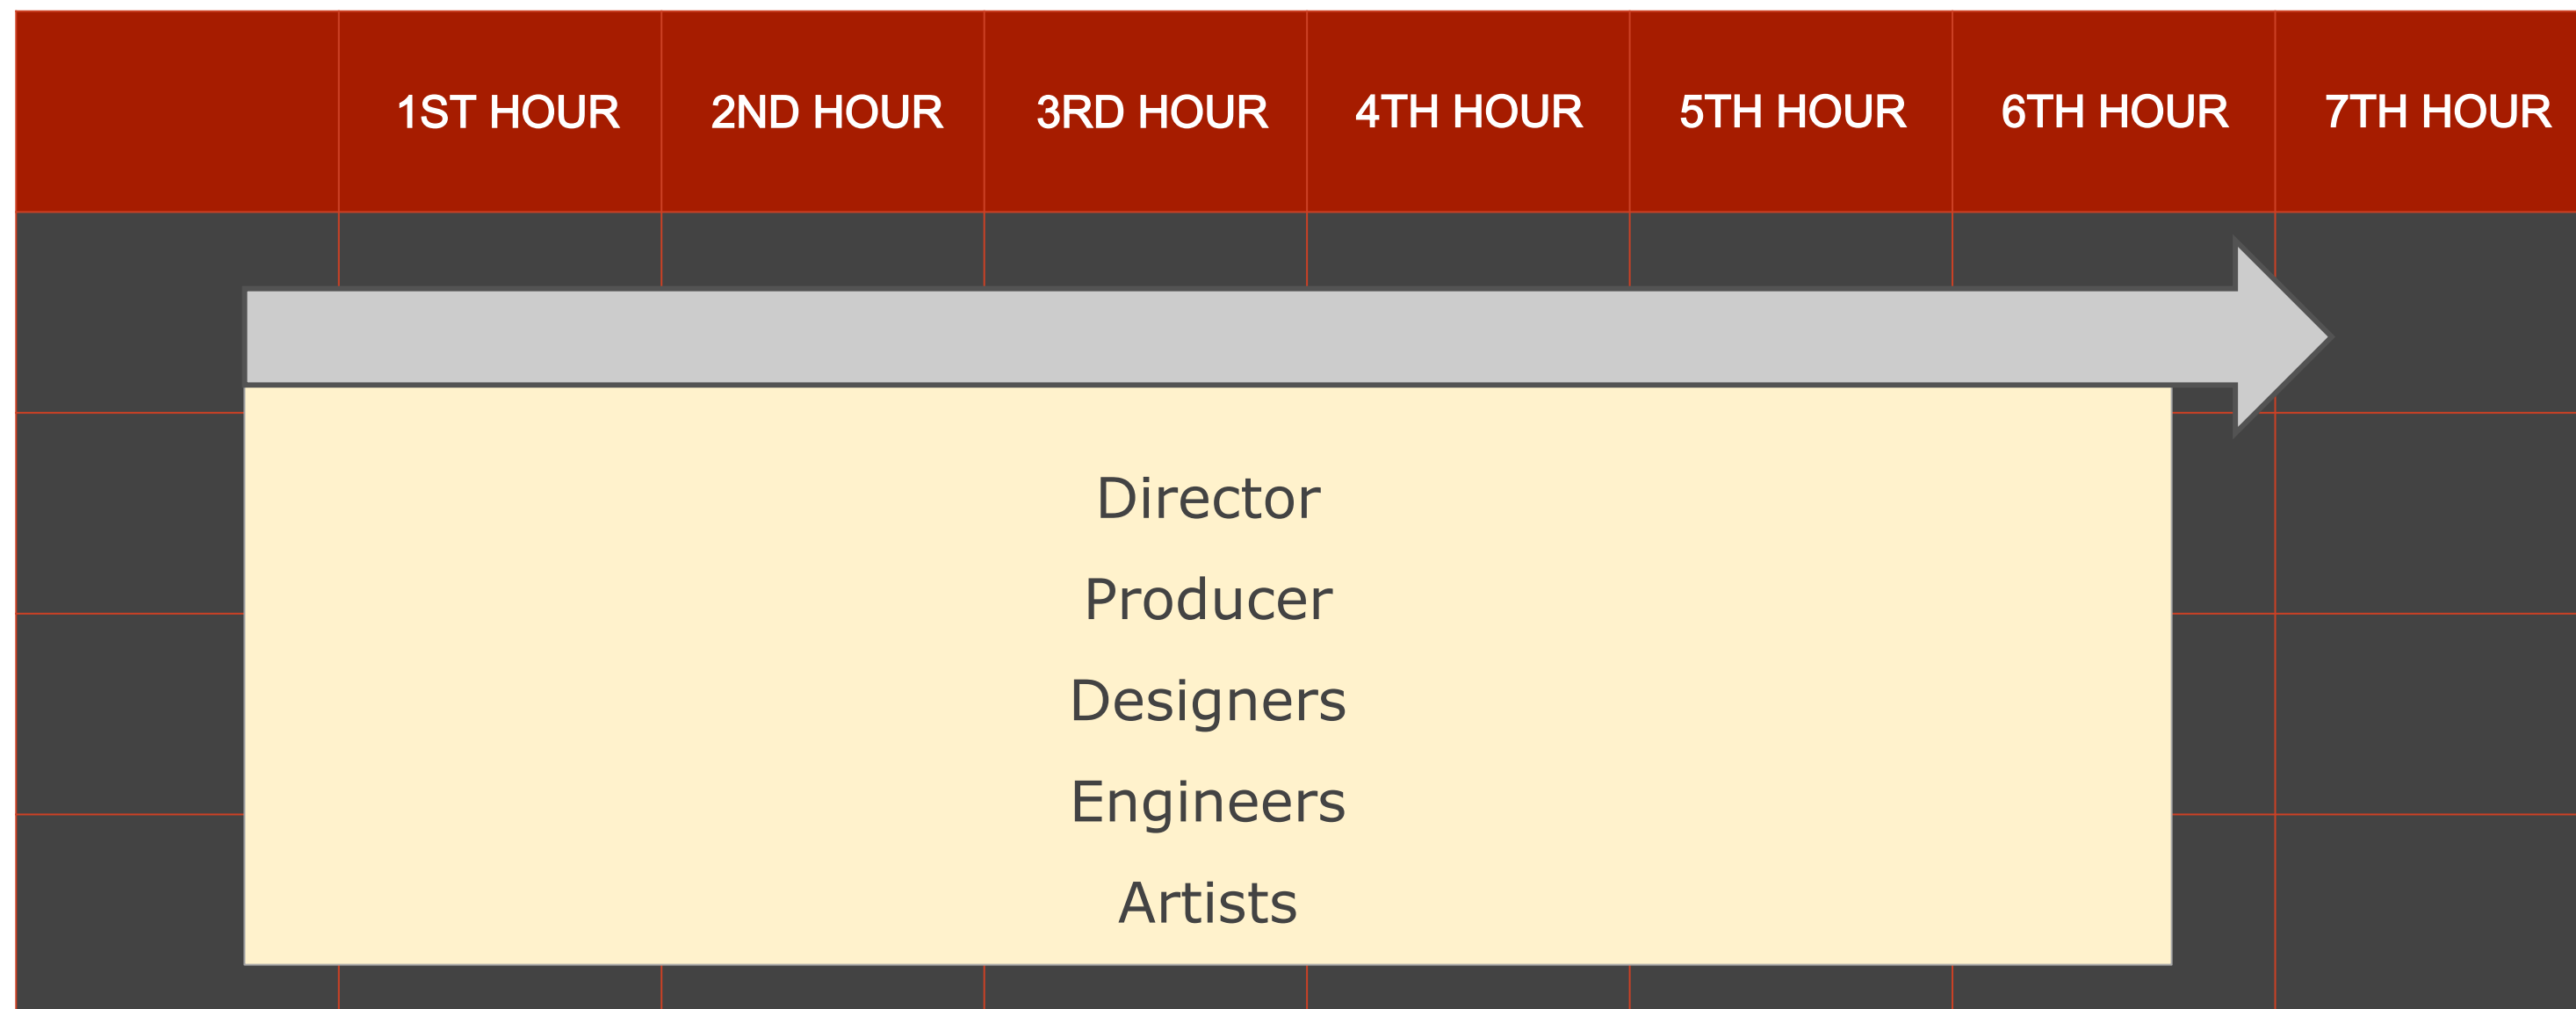 1ST HOUR 2ND HOUR 3RD HOUR 4TH HOUR 5TH HOUR 6TH HOUR 7TH HOUR
Director
Producer
Designers
Engineers
Artists